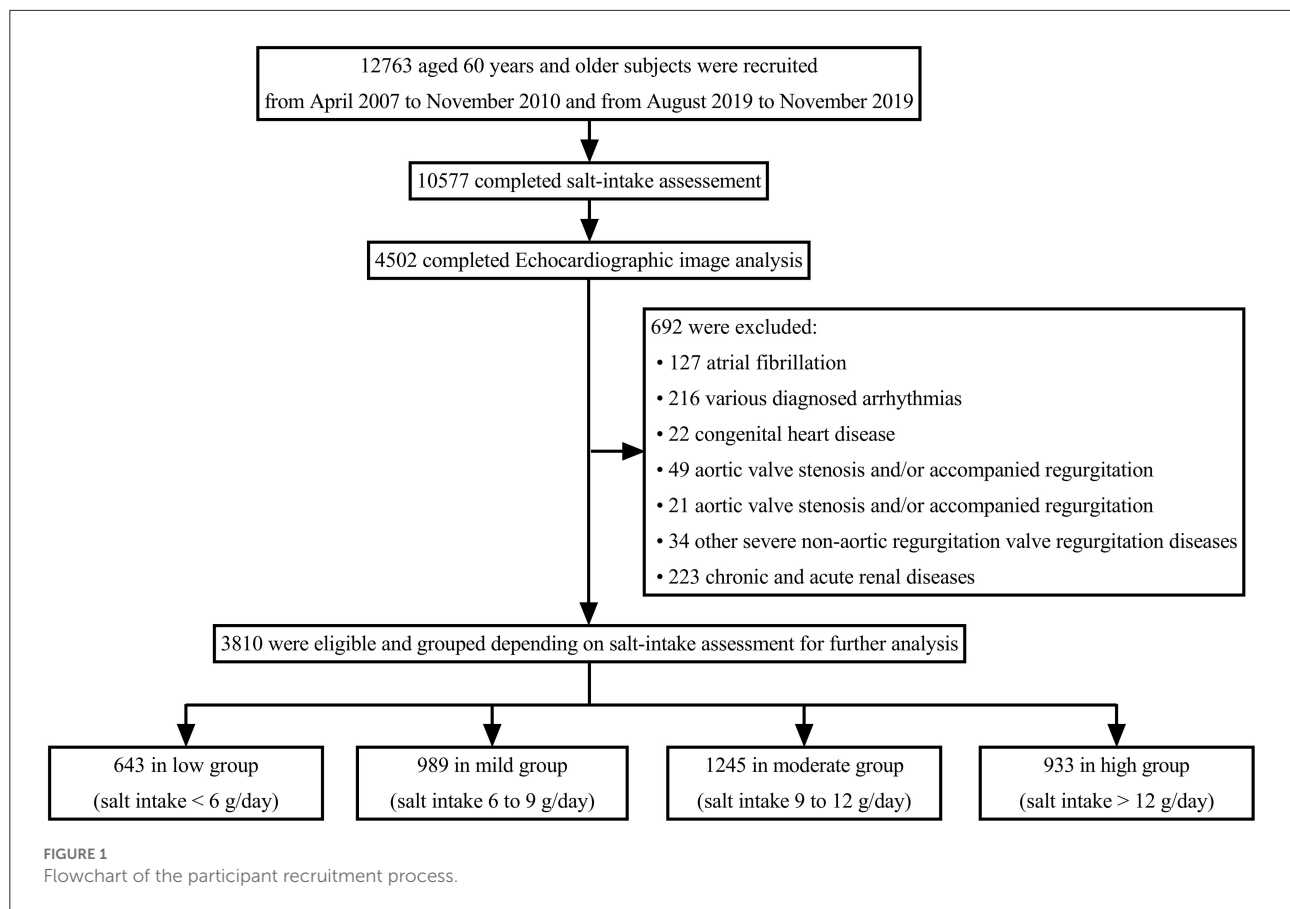 12763 aged 60 years and older subjects were recruited
from April 2007 to November 2010 and from August 2019 to November 2019
10577 completed salt-intake assessement
4502 completed Echocardiographic image analysis
692 were excluded:
• 127 atrial fibrillation
• 216 various diagnosed arrhythmias
• 22 congenital heart disease
• 49 aortic valve stenosis and/or accompanied regurgitation
• 21 aortic valve stenosis and/or accompanied regurgitation
• 34 other severe non-aortic regurgitation valve regurgitation diseases
• 223 chronic and acute renal diseases
3810 were eligible and grouped depending on salt-intake assessment for further analysis
643 in low group
(salt intake < 6 g/day)
989 in mild group
(salt intake 6 to 9 g/day)
1245 in moderate group
(salt intake 9 to 12 g/day)
933 in high group
(salt intake > 12 g/day)
FIGURE 1
Flowchart of the participant recruitment process.